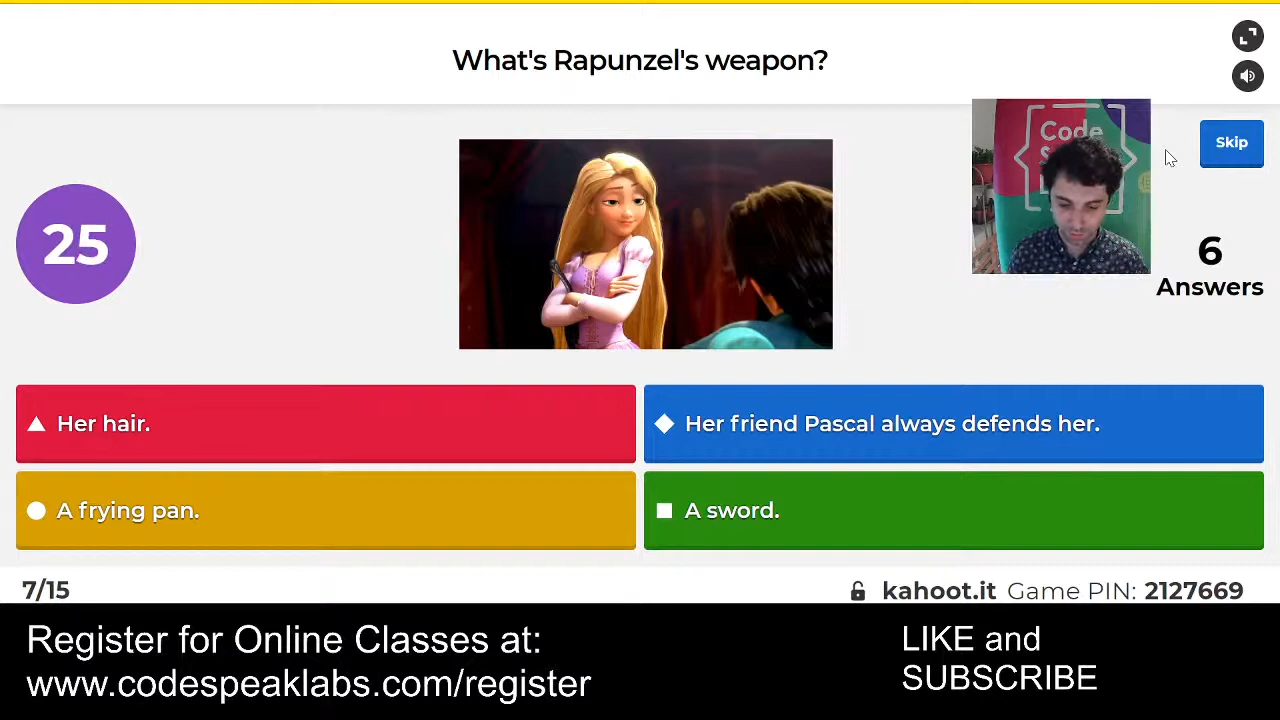 What's Rapunzel's weapon?
Code
Skip
25
6
Answers
Her hair.
Her friend Pascal always defends her.
A frying pan.
A sword.
7/15
kahoot.it Game PIN: 2127669
Register for Online Classes at:
www.codespeaklabs.com/register
LIKE and
SUBSCRIBE